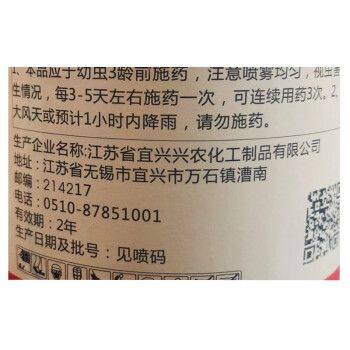 1、本品应于幼虫3龄前施药，注意喷雾均匀，视虫害
生情况，每3-5天左右施药一次，可连续用药3次。2、
大风天或预计1小时内降雨，请勿施药。
生产企业名称:江苏省宜兴兴农化工制品有限公司
地址:江苏省无锡市宜兴市万石镇漕南
邮编:214217
电话:0510-87851001
有效期:2年
生产日期及批号:见喷码